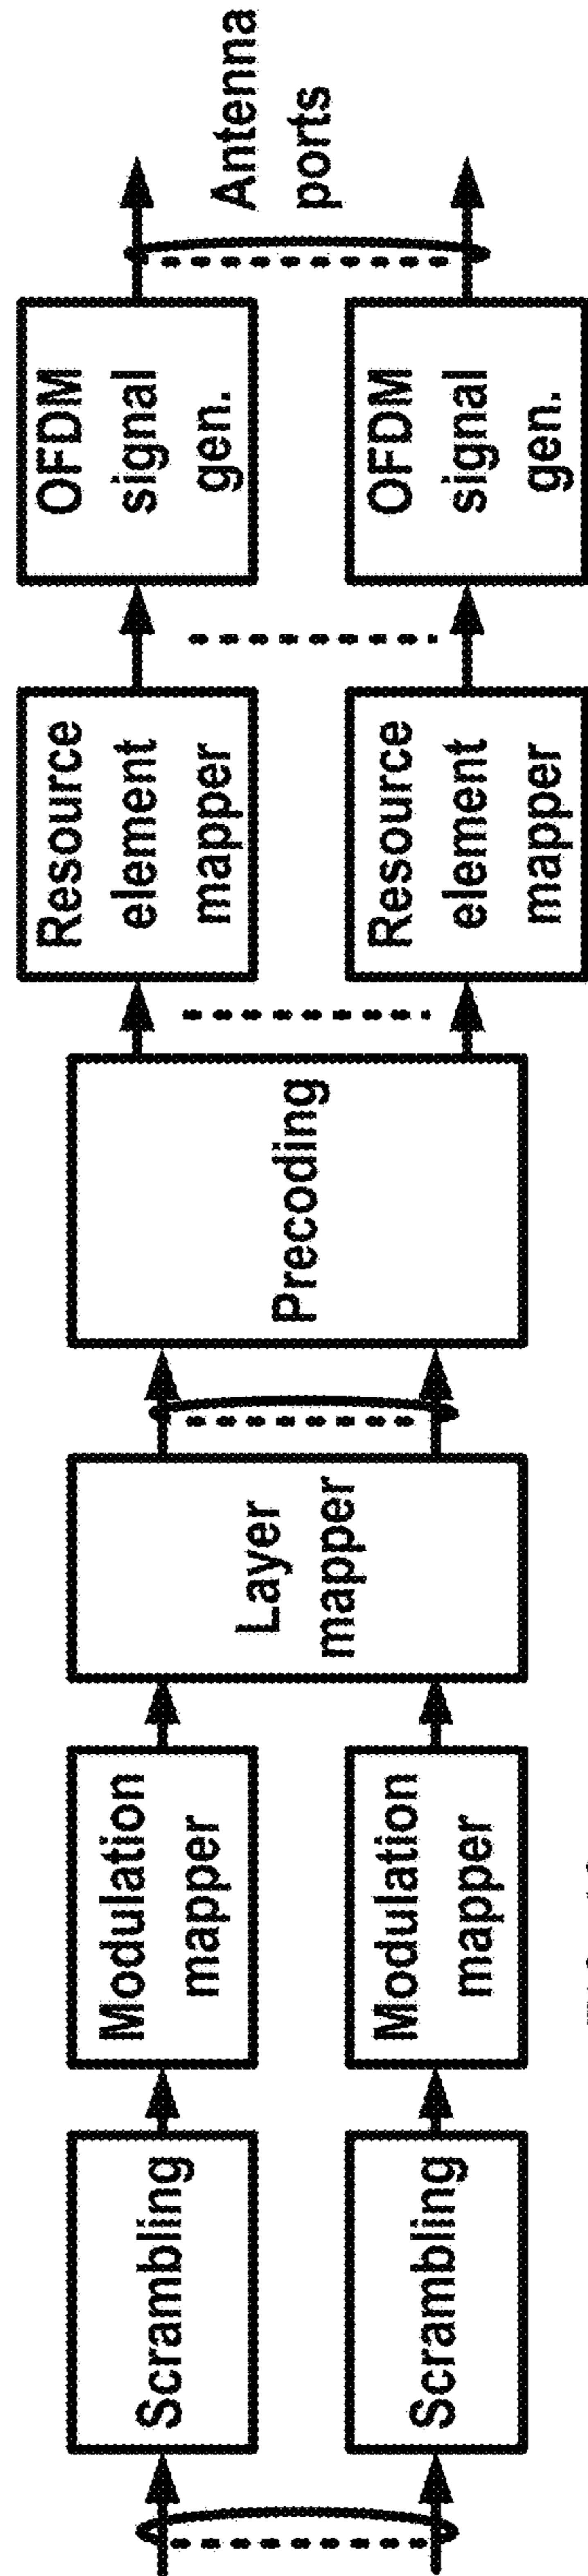 Scrambling
Modulation
mapper
Scrambling
Modulation
mapper
Layer
mapper
Precoding
Resource
element
mapper
Resource
element
mapper
OFDM
signal
gen.
OFDM
signal
gen.
Antenna
ports